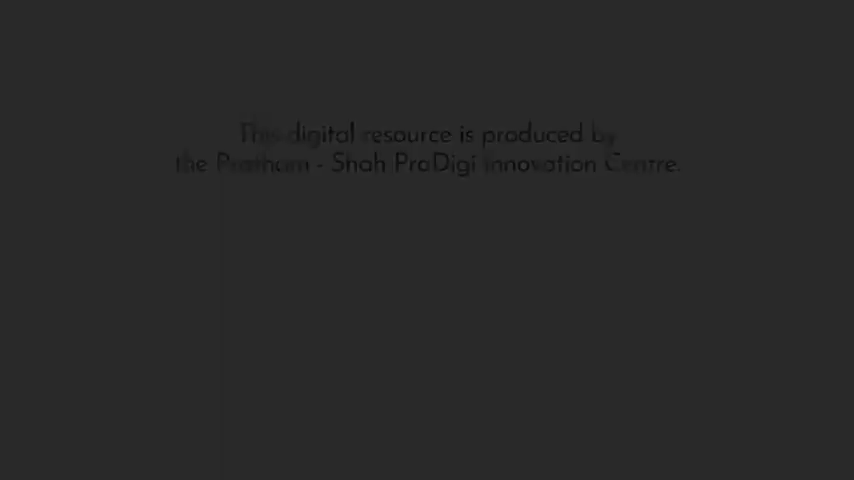 This digital resource is produced by
the Pratham - Shah ProDigi Innovation Centre.